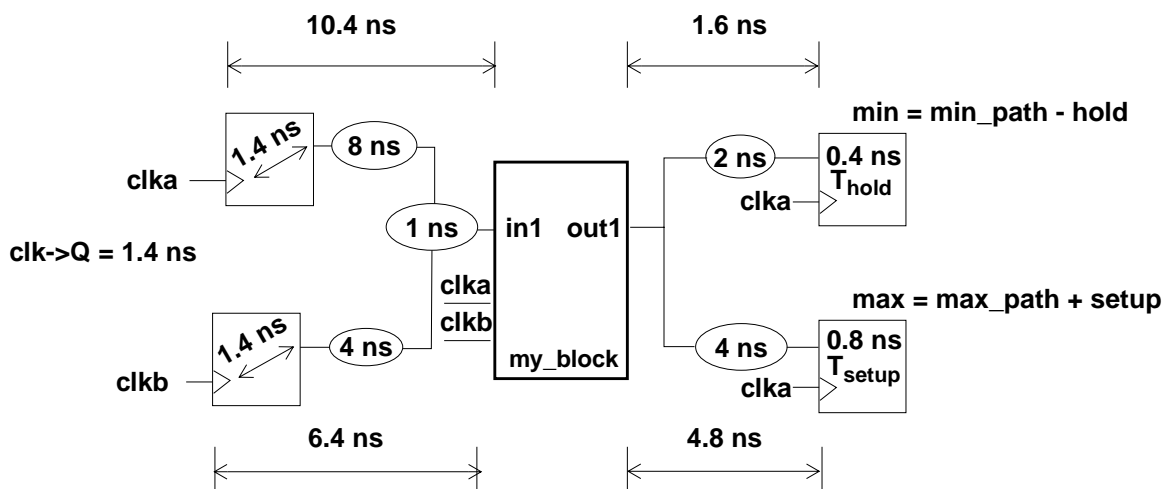 10.4 ns
1.6 ns
min = min_path - hold
1.4 ns
8 ns
2 ns
0.4 ns
Thold
clka
clka
1 ns
in1 out1
clk->Q = 1.4 ns
clka
clkb
my_block
max = max_path + setup
1.4 ns
4 ns
4 ns
0.8 ns
Tsetup
clkb
clka
6.4 ns
4.8 ns